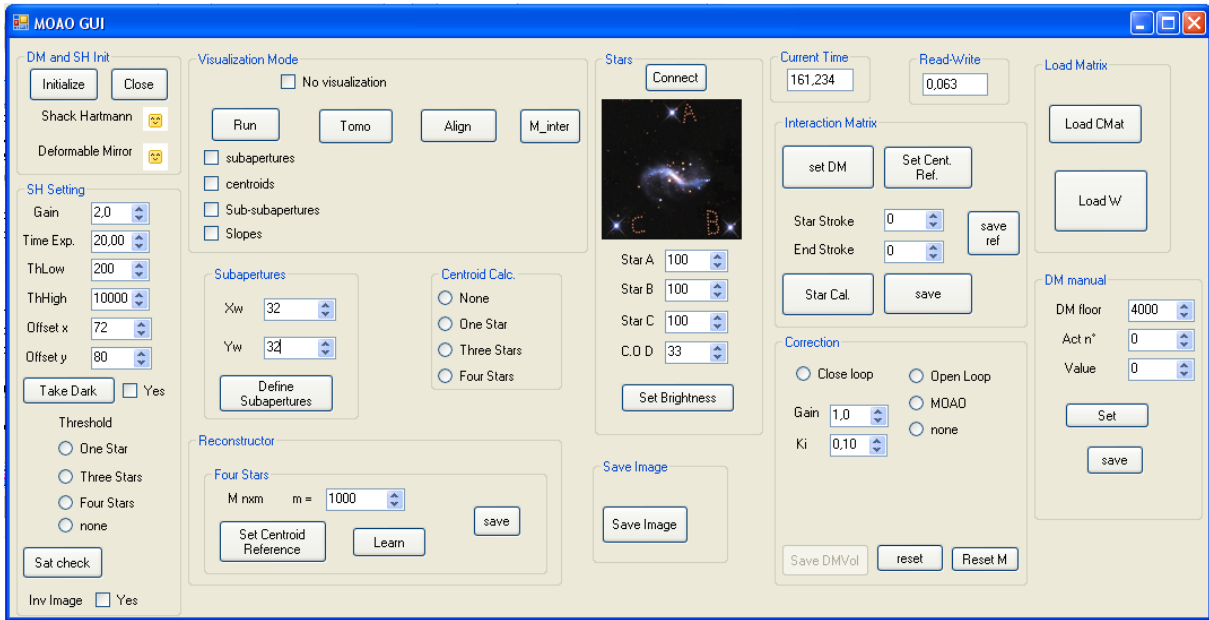 MOAO GUI
DM and SH Init
Initialize
Close
Shack Hartmann
Deformable Mirror
SH Setting
Gain 2,0
Time Exp. 20,00
ThLow 200
ThHigh 10000
Offset x 72
Offset y 80
Take Dark Yes
Threshold
One Star
Three Stars
Four Stars
none
Sat check
Inv Image Yes
Visualization Mode
No visualization
Run
Tomo
Align
M_inter
subapertures
centroids
Sub-subapertures
Slopes
Subapertures
Xw 32
Yw 32
Define
Subapertures
Centroid Calc.
None
One Star
Three Stars
Four Stars
Reconstructor
Four Stars
M nxm m = 1000
Set Centroid
Reference
Learn
save
Stars
Connect
A
C
B
Star A 100
Star B 100
Star C 100
C.O D 33
Set Brightness
Save Image
Save Image
Current Time
161,234
Read-Write
0,063
Interaction Matrix
set DM
Set Cent.
Ref.
Star Stroke 0
End Stroke 0
save
ref
Star Cal.
save
Correction
Close loop
Open Loop
MOAO
none
Gain 1,0
Ki 0,10
Save DMVol
reset
Reset M
Load Matrix
Load CMat
Load W
DM manual
DM floor 4000
Act n° 0
Value 0
Set
save